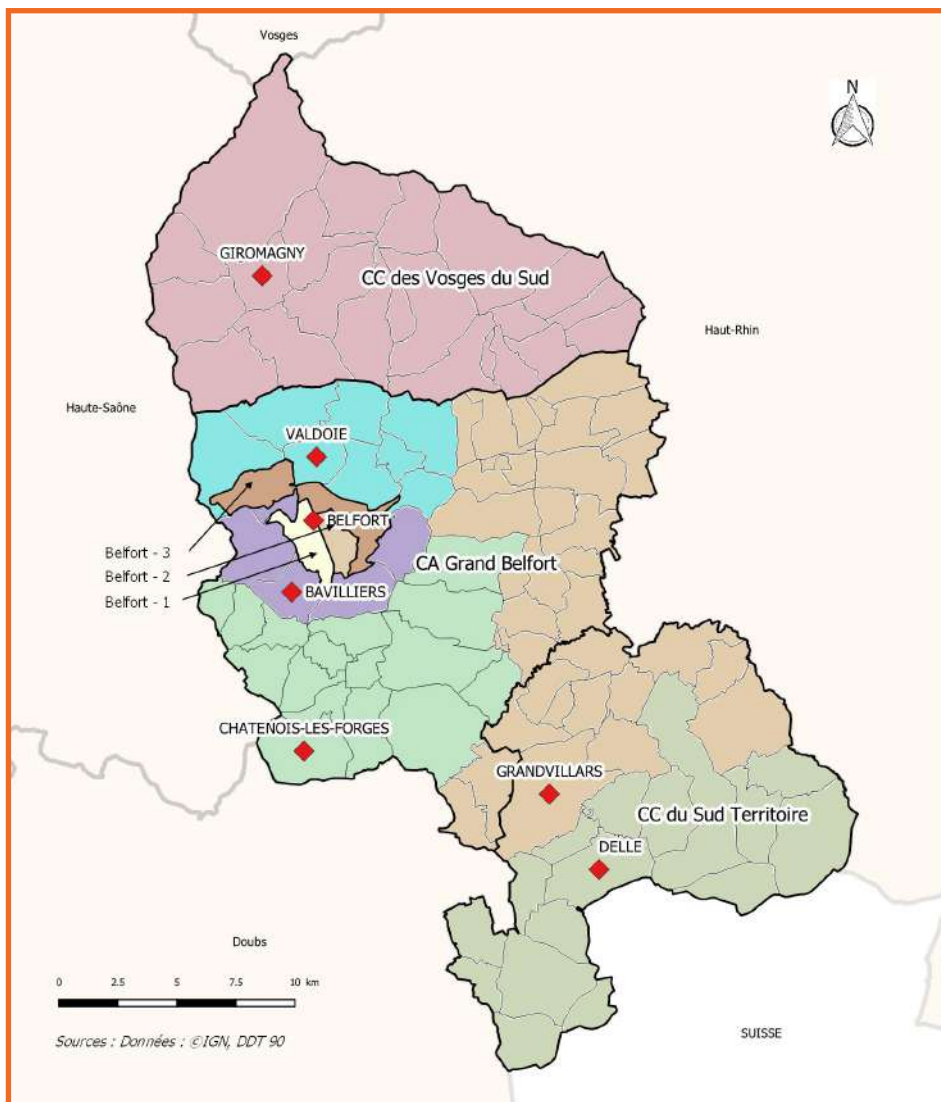 Vosges
N
GIROMAGNY
CC des Vosges du Sud
Haut-Rhin
Haute-Saône
VALDOIE
BELFORT
Belfort - 3
CA Grand Belfort
Belfort - 2
BAVILLIERS
Belfort - 1
CHATENOIS-LES-FORGES
GRANDVILLARS
CC du Sud Territoire
DELLE
Doubs
0 2.5 5 7.5 10 km
SUISSE
Sources : Données : ©IGN, DDT 90